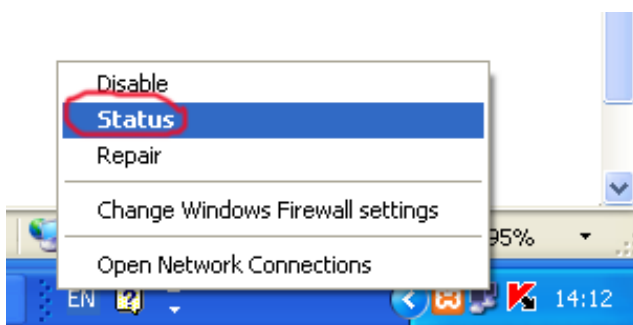 Disable
Status
Repair
Change Windows Firewall settings
95%
Open Network Connections
EN
14:12